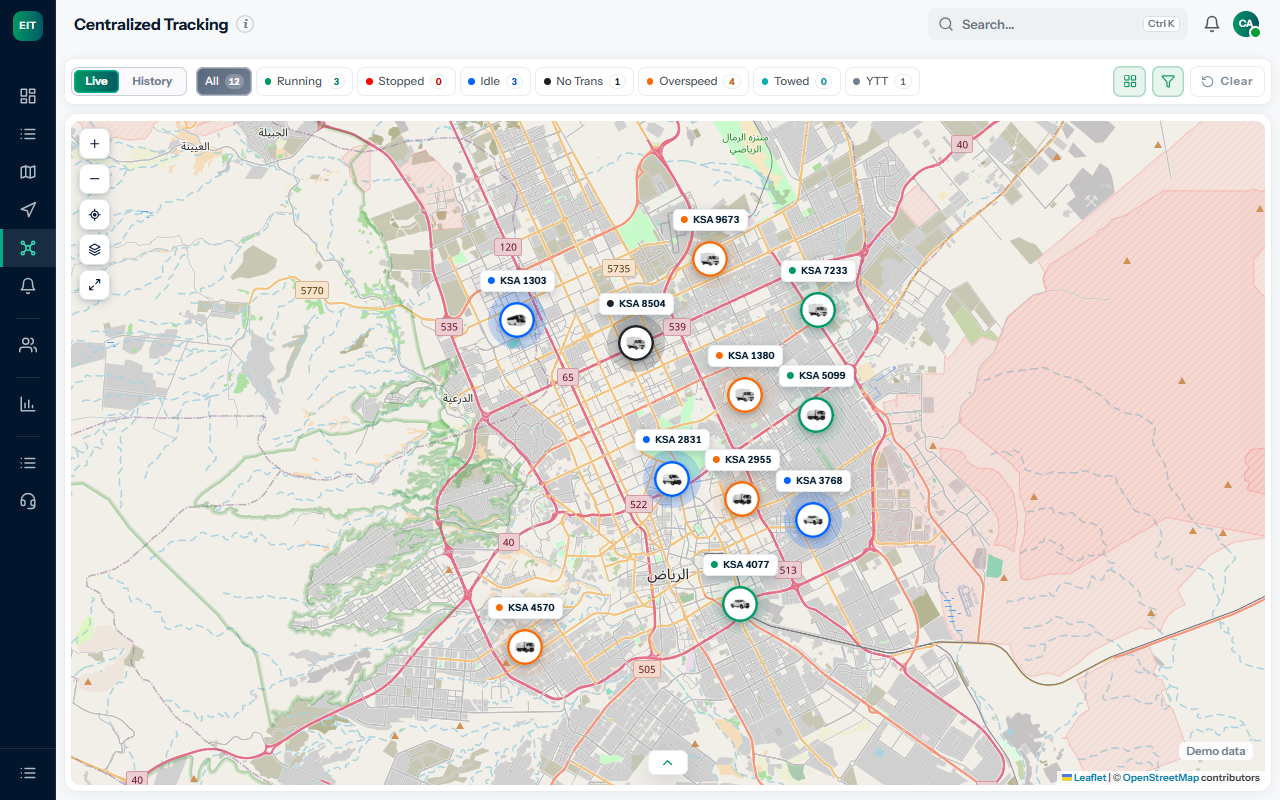 EIT
Centralized Tracking
i
Search...
Ctrl K
CA
Live
History
All 12
Running 3
Stopped 0
Idle 3
No Trans 1
Overspeed 4
Towed 0
YTT 1
Clear
+
−
الجبيلة
العيينة
منتزه الرمال
الرياضي
40
KSA 9673
120
5735
KSA 7233
KSA 1303
5770
KSA 8504
535
539
KSA 1380
65
KSA 5099
الدرعية
KSA 2831
KSA 2955
KSA 3768
522
40
KSA 4077
513
الرياض
KSA 4570
505
Demo data
40
Leaflet | © OpenStreetMap contributors